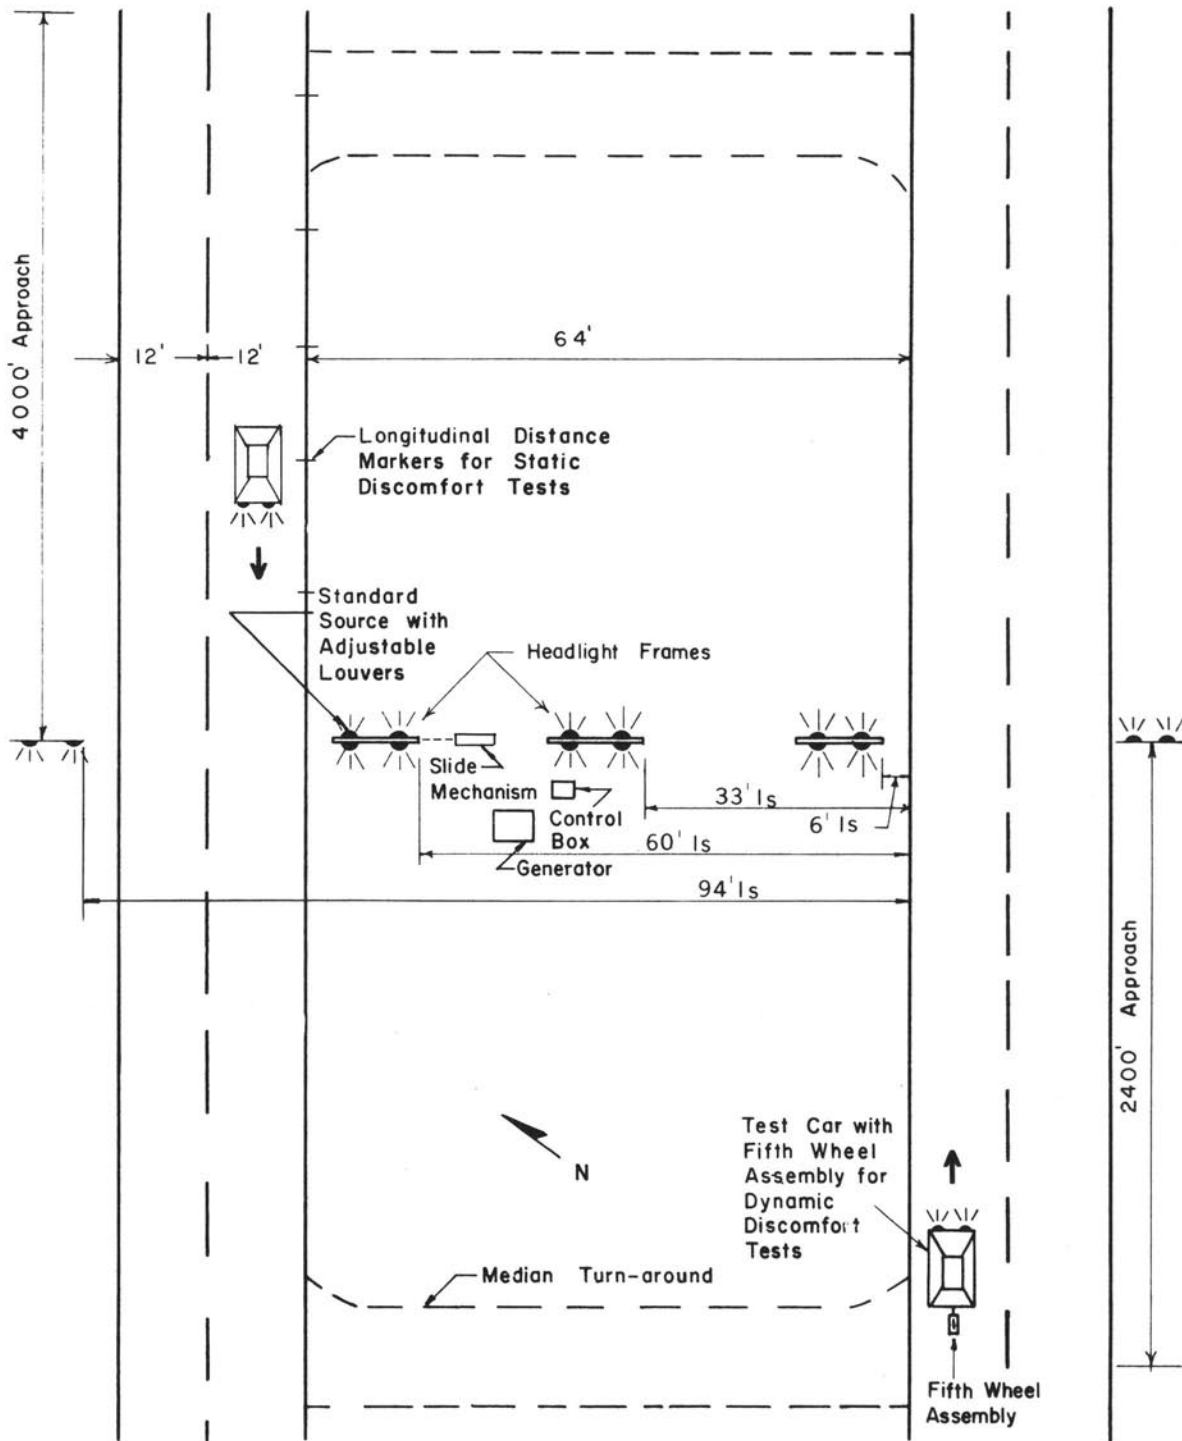 4000' Approach
12'
12'
64'
Longitudinal Distance
Markers for Static
Discomfort Tests
Standard
Source with
Adjustable
Louvers
Headlight Frames
Slide
Mechanism
Control
Box
Generator
33' ls
6' ls
60' ls
94' ls
2400' Approach
N
Test Car with
Fifth Wheel
Assembly for
Dynamic
Discomfort
Tests
Median Turn-around
Fifth Wheel
Assembly